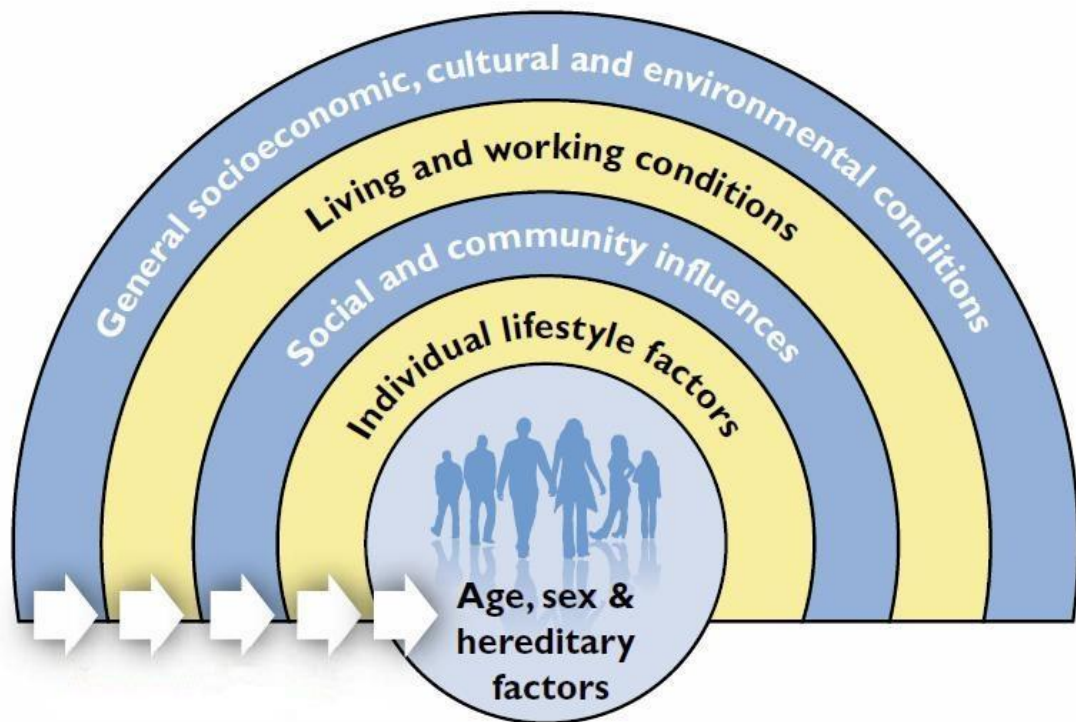 General socioeconomic, cultural and environmental conditions
Living and working conditions
Social and community influences
Individual lifestyle factors
Age, sex &
hereditary
factors